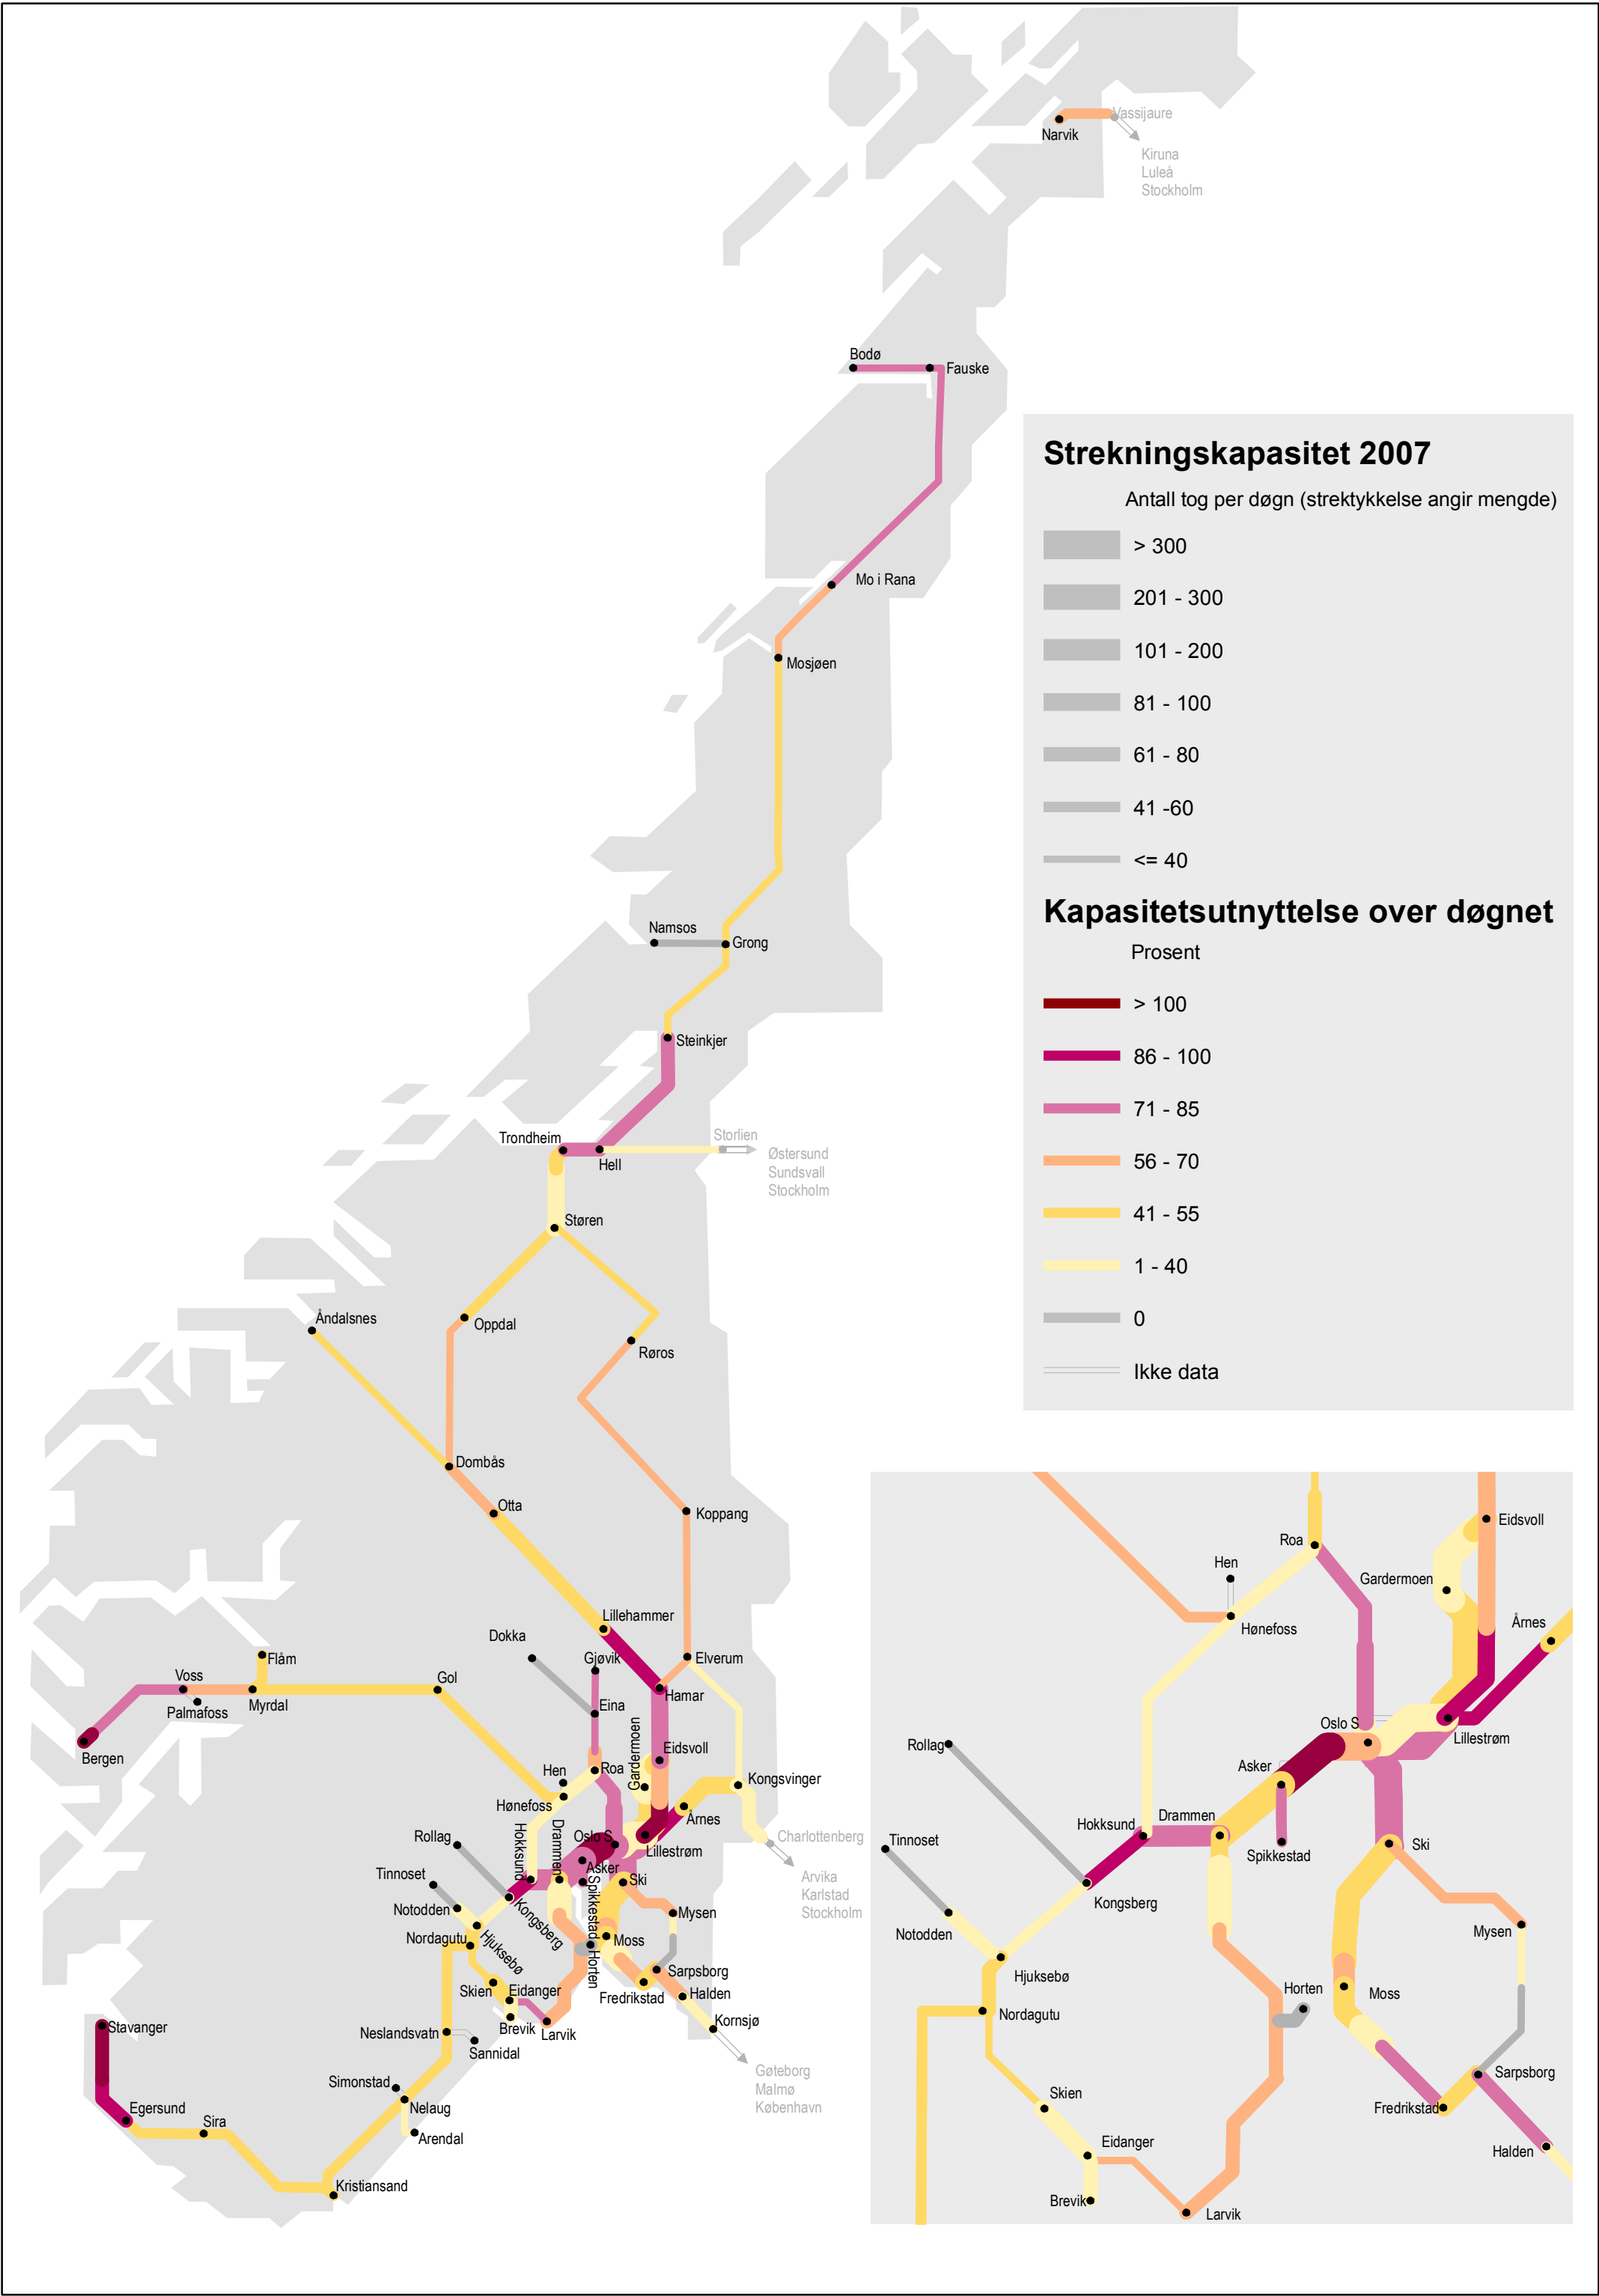 Vassijaure
Narvik
Kiruna
Luleå
Stockholm
Bodø
Fauske
Strekningskapasitet 2007
Antall tog per døgn (strektykkelse angir mengde)
> 300
201 - 300
101 - 200
81 - 100
61 - 80
41 -60
<= 40
Kapasitetsutnyttelse over døgnet
Prosent
> 100
86 - 100
71 - 85
56 - 70
41 - 55
1 - 40
0
Ikke data
Mo i Rana
Mosjøen
Namsos
Grong
Steinkjer
Trondheim
Hell
Storlien
Østersund
Sundsvall
Stockholm
Støren
Åndalsnes
Oppdal
Røros
Dombås
Otta
Koppang
Lillehammer
Dokka
Gjøvik
Elverum
Flåm
Voss
Palmafoss
Myrdal
Gol
Hamar
Eina
Bergen
Gardermoen
Eidsvoll
Hen
Roa
Kongsvinger
Hønefoss
Årnes
Hokksund
Drammen
Oslo S
Lillestrøm
Charlottenberg
Arvika
Karlstad
Stockholm
Rollag
Asker
Spikkestad
Ski
Tinnoset
Notodden
Kongsberg
Mysen
Nordagutu
Hjuksebø
Horten
Moss
Sarpsborg
Skien
Eidanger
Fredrikstad
Halden
Brevik
Larvik
Kornsjø
Stavanger
Neslandsvatn
Sannidal
Gøteborg
Malmø
København
Simonstad
Nelaug
Egersund
Sira
Arendal
Kristiansand
Eidsvoll
Roa
Hen
Gardermoen
Hønefoss
Årnes
Oslo S
Lillestrøm
Rollag
Asker
Hokksund
Drammen
Tinnoset
Spikkestad
Ski
Kongsberg
Notodden
Mysen
Hjuksebø
Horten
Moss
Nordagutu
Sarpsborg
Skien
Fredrikstad
Eidanger
Halden
Brevik
Larvik